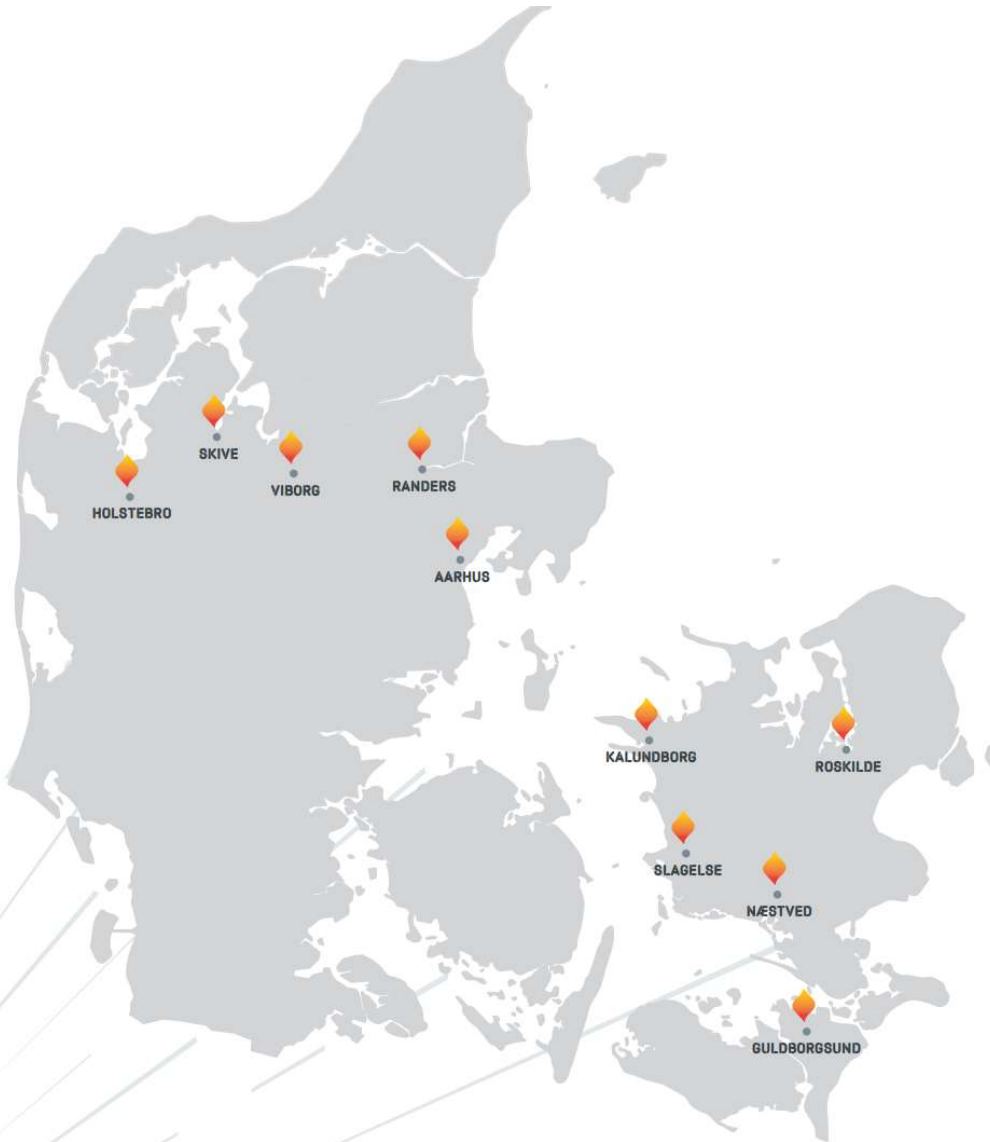 SKIVE
VIBORG
RANDERS
HOLSTEBRO
AARHUS
KALUNDBORG
ROSKILDE
SLAGELSE
NÆSTVED
GULDBORGSUND